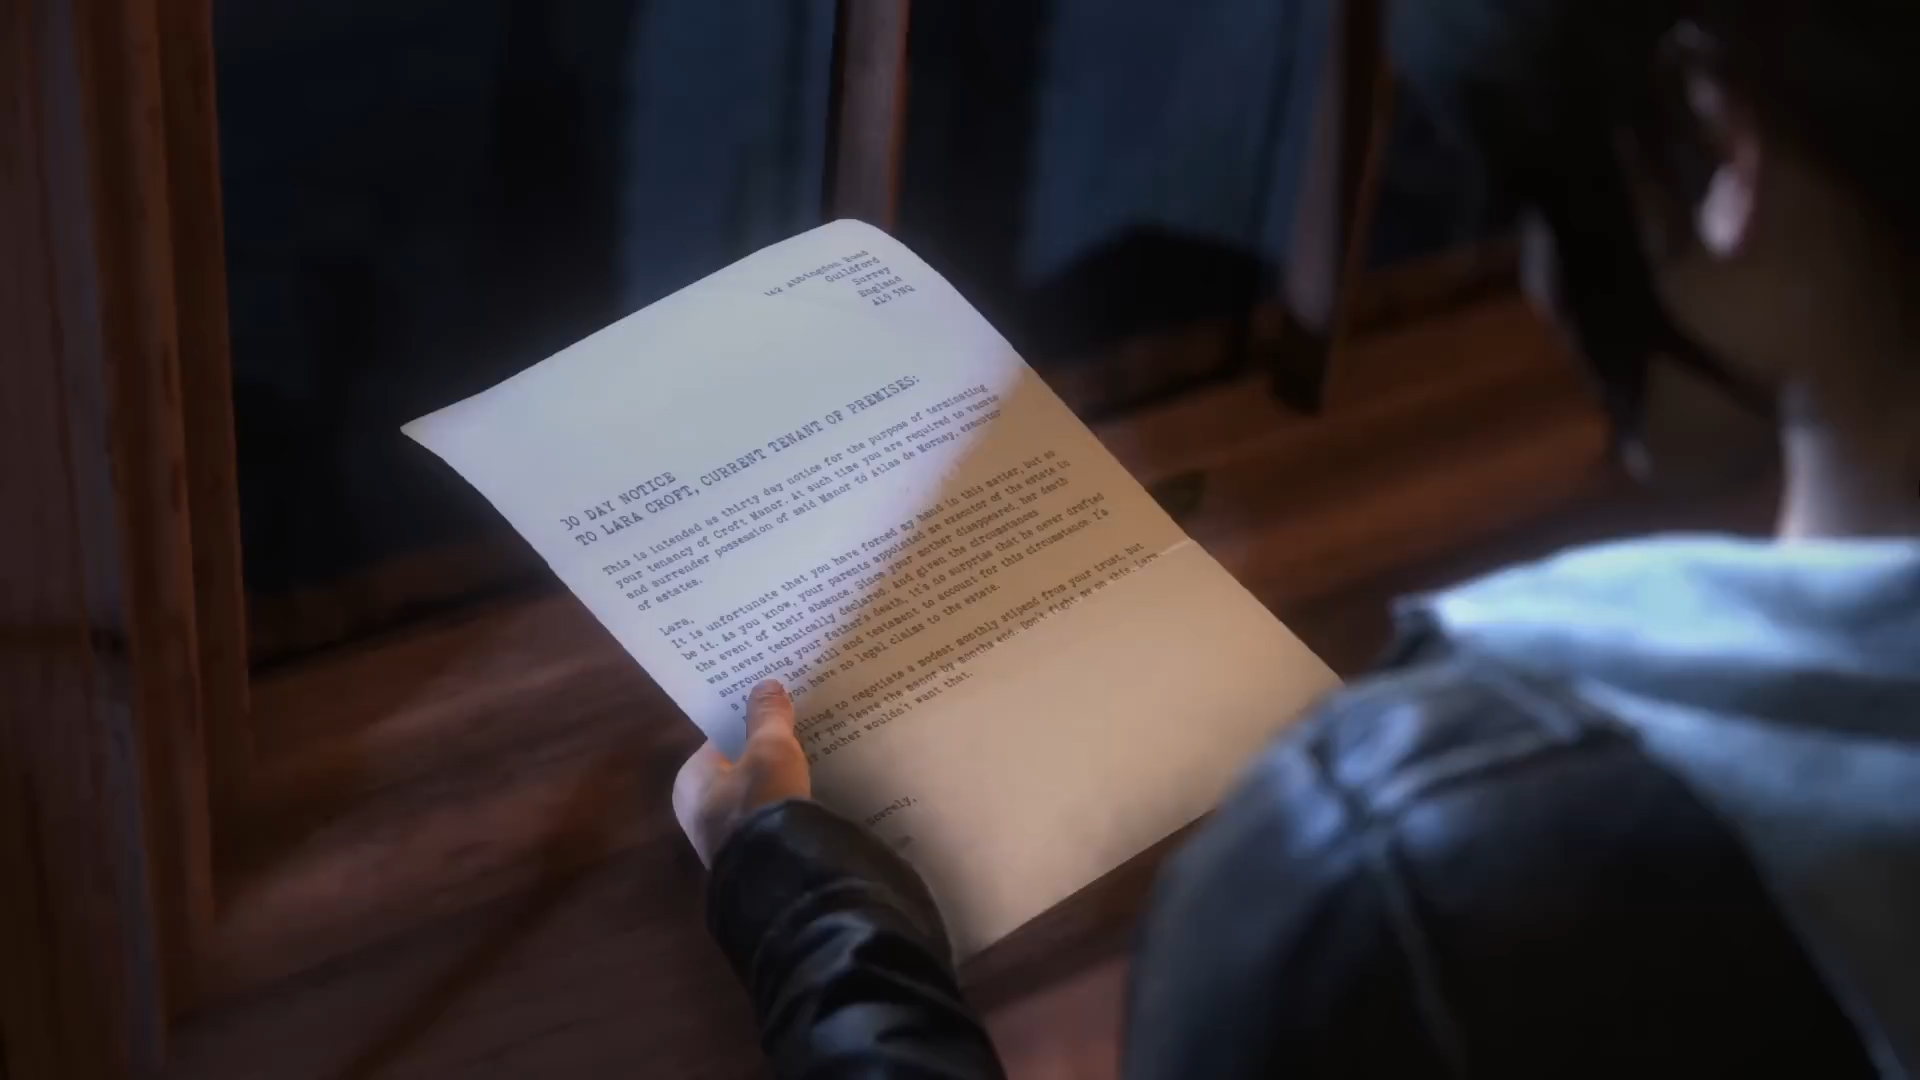 142 Abbingdon Road
Guildford
Surrey
England
AL9 5NQ
30 DAY NOTICE
TO LARA CROFT, CURRENT TENANT OF PREMISES:
This is intended as thirty day notice for the purpose of terminating
your tenancy of Croft Manor. At such time you are required to vacate
and surrender possession of said Manor to Atlas de Mornay, executor
of estates.
Lara,
It is unfortunate that you have forced my hand in this matter, but so
be it. As you know, your parents appointed me executor of the estate in
the event of their absence. Since your mother disappeared, her death
was never technically declared. And given the circumstances
surrounding your father's death, it's no surprise that he never drafted
a last will and testament to account for this circumstance. I'm
you have no legal claims to the estate.
illing to negotiate a modest monthly stipend from your trust, but
if you leave the manor by months end. Don't fight me on this, Lara.
mother wouldn't want that.
ncerely,